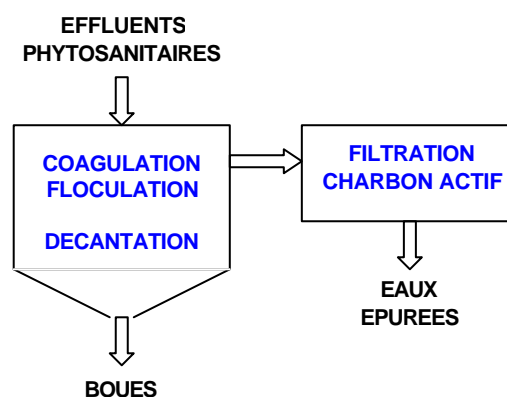 EFFLUENTS
PHYTOSANITAIRES
COAGULATION
FLOCULATION
DECANTATION
FILTRATION
CHARBON ACTIF
EAUX
EPUREES
BOUES